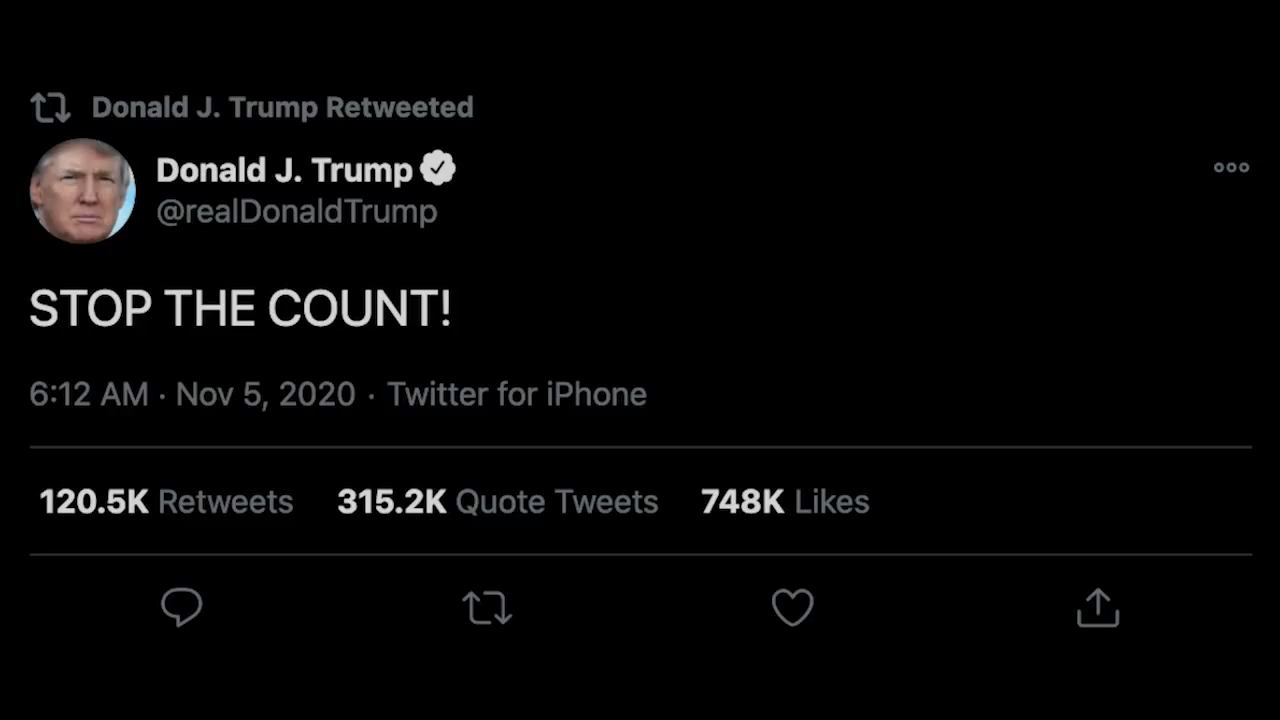 Donald J. Trump Retweeted
Donald J. Trump
@realDonaldTrump
STOP THE COUNT!
6:12 AM · Nov 5, 2020 · Twitter for iPhone
120.5K Retweets 315.2K Quote Tweets 748K Likes